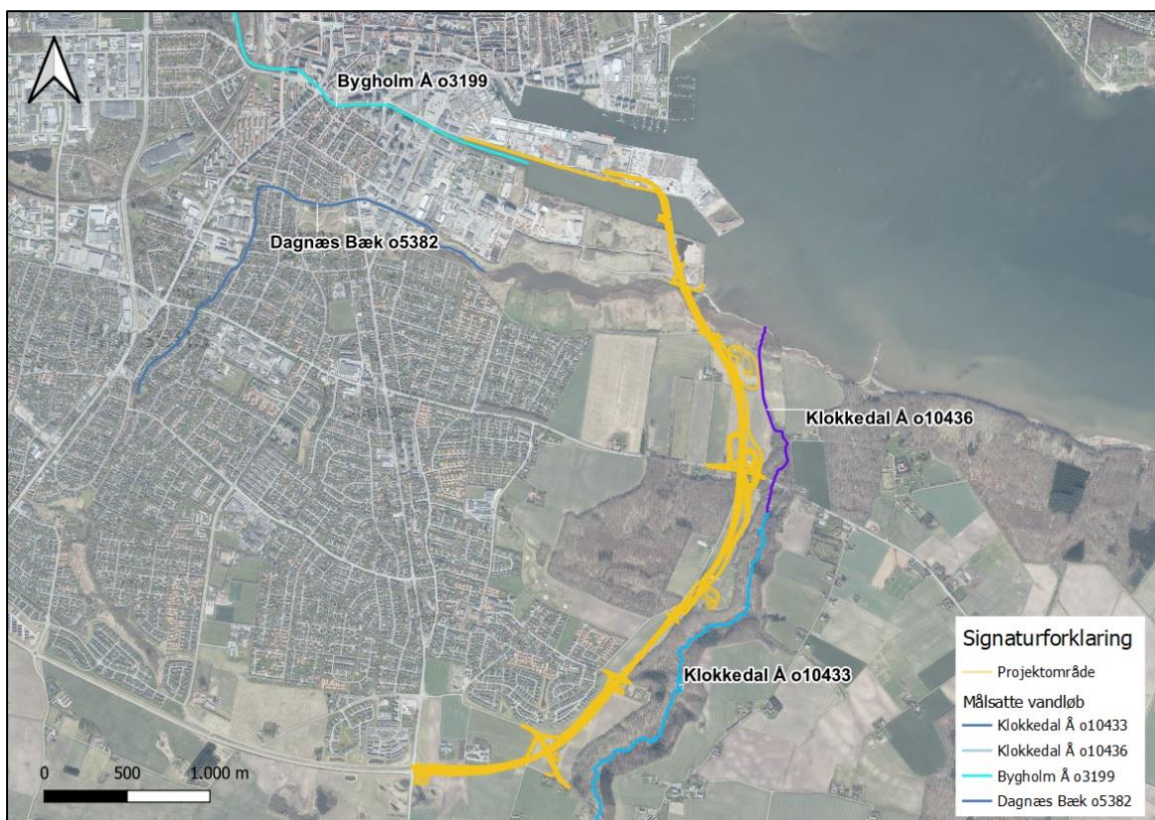 Bygholm Å o3199
Dagnæs Bæk o5382
Klokkedal Å o10436
Klokkedal Å o10433
0 500 1.000 m
Signaturforklaring
Projektområde
Målsatte vandløb
Klokkedal Å o10433
Klokkedal Å o10436
Bygholm Å o3199
Dagnæs Bæk o5382